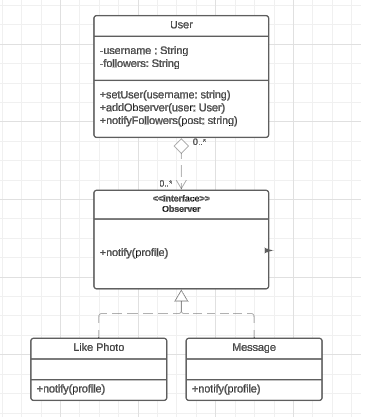 User
-username : String
-followers: String
+setUser(username: string)
+addObserver(user: User)
+notifyFollowers(post: string)
0..*
0..*
<<interface>>
Observer
+notify(profile)
Like Photo
+notify(profile)
Message
+notify(profile)